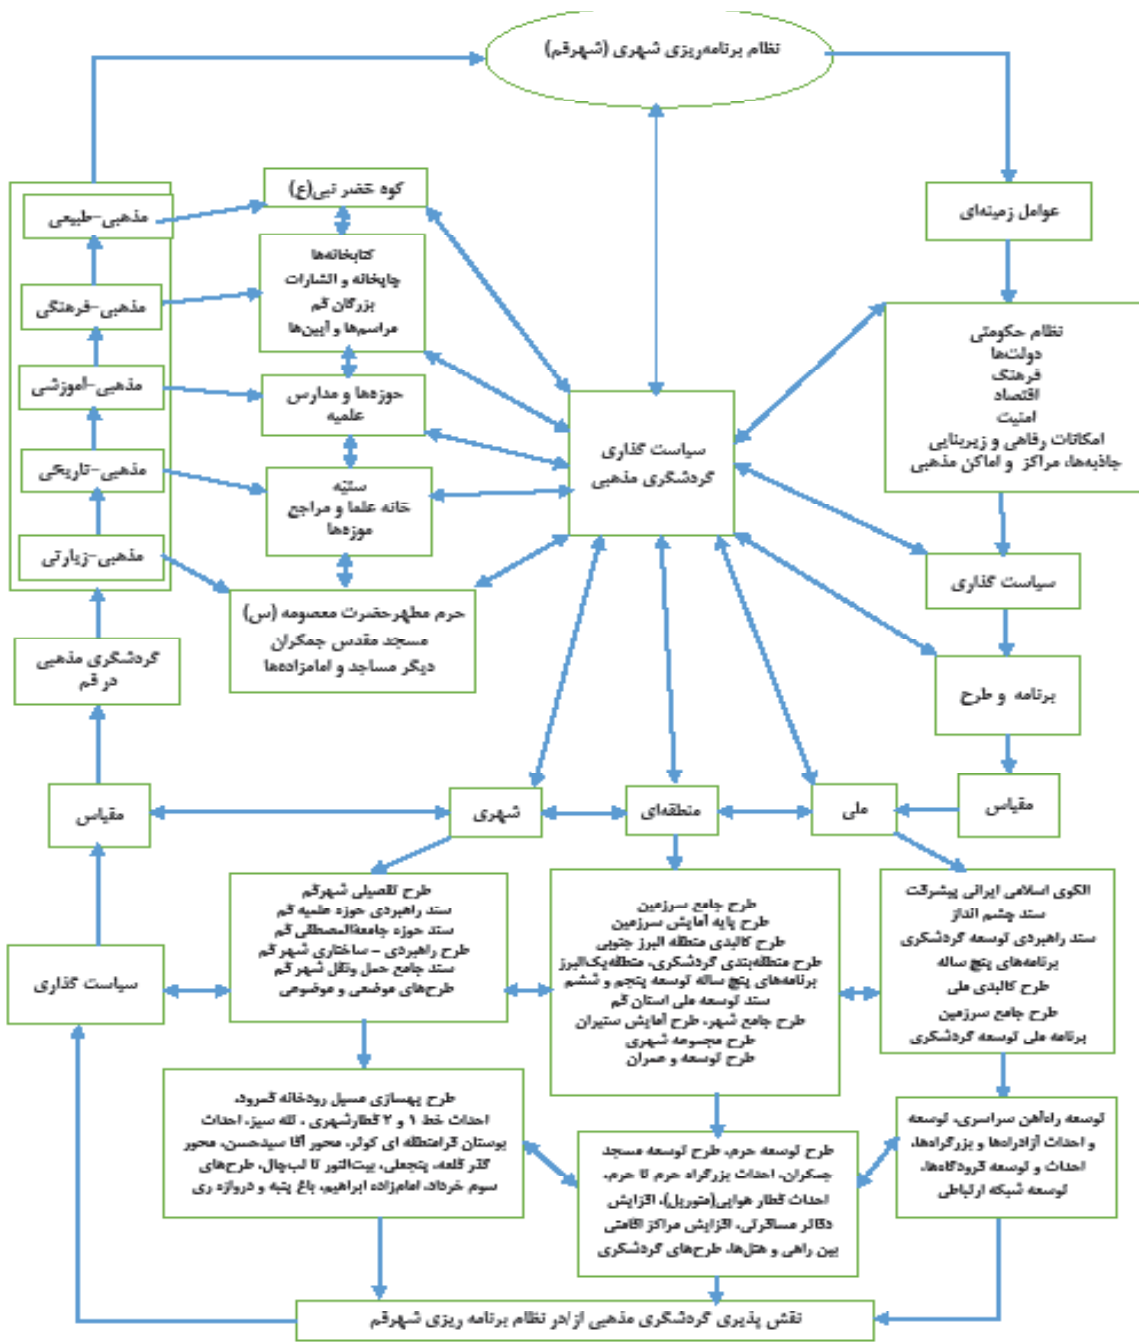 نظام برنامه‌ریزی شهری (شهرقم)
عوامل زمینه‌ای
نظام حکومتی
دولت‌ها
فرهنگ
اقتصاد
امنیت
امکانات رفاهی و زیربنایی
جاذبه‌ها، مراکز و اماکن مذهبی
سیاست گذاری
برنامه و طرح
مقیاس
سیاست گذاری
گردشگری مذهبی
کوه خضر نبی(ع)
کتابخانه‌ها
چاپخانه و انتشارات
بزرگان قم
مراسم‌ها و آیین‌ها
حوزه‌ها و مدارس
علمیه
ستیه
خانه علما و مراجع
موزه‌ها
حرم مطهرحضرت معصومه (س)
مسجد مقدس جمکران
دیگر مساجد و امامزاده‌ها
مذهبی-طبیعی
مذهبی-فرهنگی
مذهبی-آموزشی
مذهبی-تاریخی
مذهبی-زیارتی
گردشگری مذهبی
در قم
مقیاس
سیاست گذاری
ملی
منطقه‌ای
شهری
الگوی اسلامی ایرانی پیشرفت
سند چشم انداز
سند راهبردی توسعه گردشگری
برنامه‌های پنج ساله
طرح کالبدی ملی
طرح جامع سرزمین
برنامه ملی توسعه گردشگری
طرح جامع سرزمین
طرح پایه آمایش سرزمین
طرح کالبدی منطقه البرز جنوبی
طرح منطقه‌بندی گردشگری، منطقه‌یک‌البرز
برنامه‌های پنج ساله توسعه پنجم و ششم
سند توسعه ملی استان قم
طرح جامع شهر، طرح آمایش ستیران
طرح مجموعه شهری
طرح توسعه و عمران
طرح تفصیلی شهرقم
سند راهبردی حوزه علمیه قم
سند حوزه جامعةالمصطفی قم
طرح راهبردی - ساختاری شهر قم
سند جامع حمل ونقل شهر قم
طرح‌های موضعی و موضوعی
توسعه راه‌آهن سراسری، توسعه
و احداث آزادراه‌ها و بزرگراه‌ها،
احداث و توسعه فرودگاه‌ها،
توسعه شبکه ارتباطی
طرح توسعه حرم، طرح توسعه مسجد
جمکران، احداث بزرگراه حرم تا حرم،
احداث قطار هوایی(منوریل)، افزایش
دفاتر مسافرتی، افزایش مراکز اقامتی
بین راهی و هتل‌ها، طرح‌های گردشگری
طرح بهسازی مسیل رودخانه قمرود،
احداث خط ۱ و ۲ قطارشهری ، تله سیز، احداث
بوستان فرامنطقه ای کوثر، محور آقا سیدحسن، محور
گذر قلعه، پنجعلی، بیت‌النور تا لب‌چال، طرح‌های
سوم خرداد، امامزاده ابراهیم، باغ پنبه و دروازه ری
نقش پذیری گردشگری مذهبی از/در نظام برنامه ریزی شهرقم